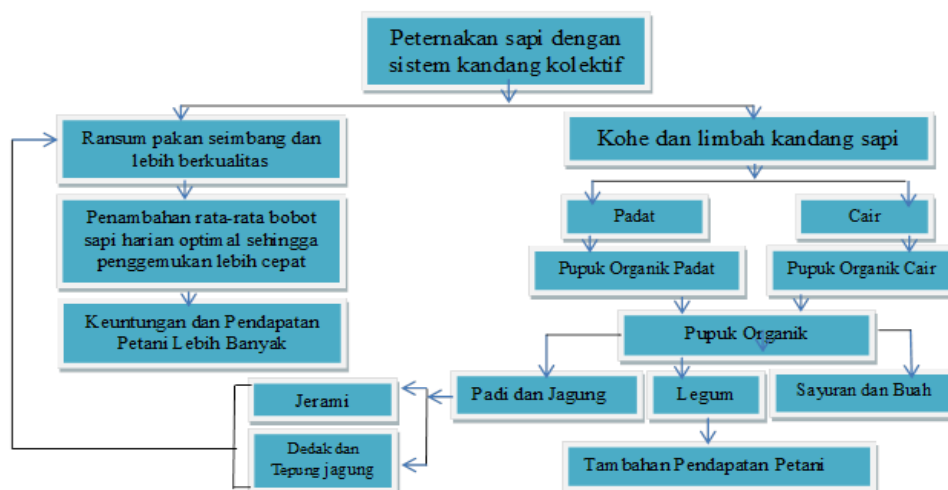 Peternakan sapi dengan
sistem kandang kolektif
Ransum pakan seimbang dan
lebih berkualitas
Kohe dan limbah kandang sapi
Penambahan rata-rata bobot
sapi harian optimal sehingga
penggemukan lebih cepat
Padat
Cair
Pupuk Organik Padat
Pupuk Organik Cair
Keuntungan dan Pendapatan
Petani Lebih Banyak
Pupuk Organik
Jerami
Padi dan Jagung
Legum
Sayuran dan Buah
Dedak dan
Tepung jagung
Tambahan Pendapatan Petani